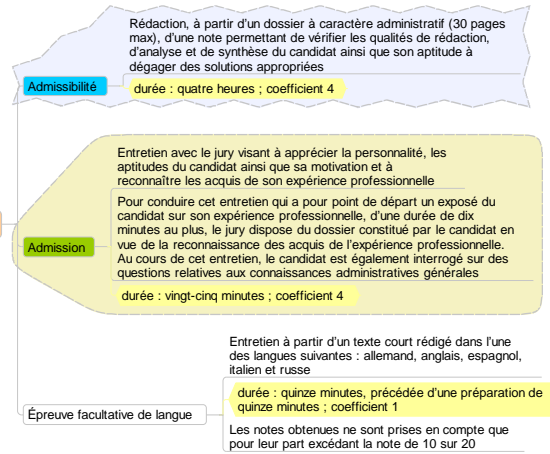 Rédaction, à partir d'un dossier à caractère administratif (30 pages
max), d'une note permettant de vérifier les qualités de rédaction,
d'analyse et de synthèse du candidat ainsi que son aptitude à
dégager des solutions appropriées
Admissibilité
durée : quatre heures ; coefficient 4
Entretien avec le jury visant à apprécier la personnalité, les
aptitudes du candidat ainsi que sa motivation et à
reconnaître les acquis de son expérience professionnelle
Pour conduire cet entretien qui a pour point de départ un exposé du
candidat sur son expérience professionnelle, d'une durée de dix
minutes au plus, le jury dispose du dossier constitué par le candidat en
vue de la reconnaissance des acquis de l'expérience professionnelle.
Au cours de cet entretien, le candidat est également interrogé sur des
questions relatives aux connaissances administratives générales
Admission
durée : vingt-cinq minutes ; coefficient 4
Entretien à partir d'un texte court rédigé dans l'une
des langues suivantes : allemand, anglais, espagnol,
italien et russe
durée : quinze minutes, précédée d'une préparation de
quinze minutes ; coefficient 1
Épreuve facultative de langue
Les notes obtenues ne sont prises en compte que
pour leur part excédant la note de 10 sur 20